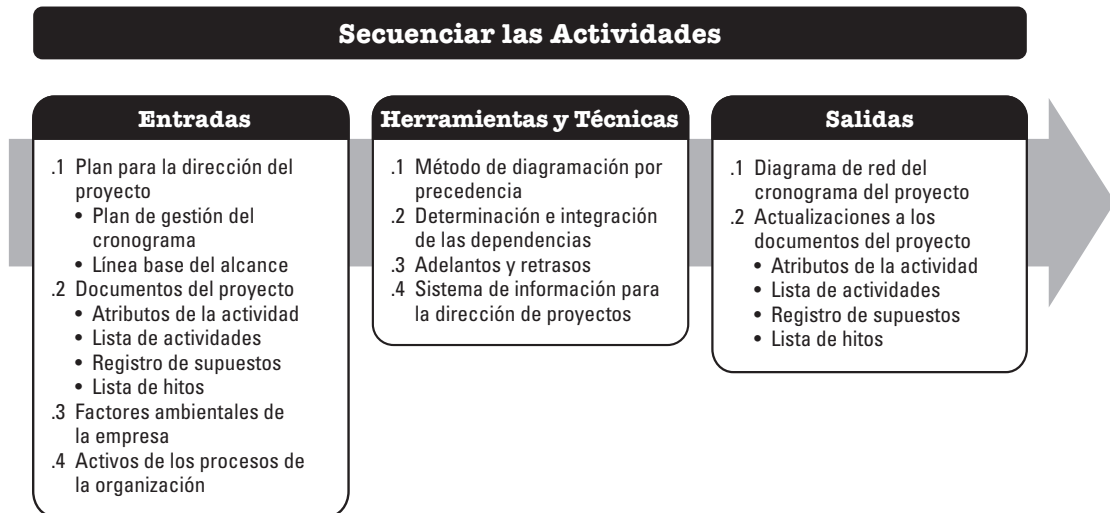 Secuenciar las Actividades
Entradas
.1 Plan para la dirección del
proyecto
• Plan de gestión del
cronograma
• Línea base del alcance
.2 Documentos del proyecto
• Atributos de la actividad
• Lista de actividades
• Registro de supuestos
• Lista de hitos
.3 Factores ambientales de
la empresa
.4 Activos de los procesos de
la organización
Herramientas y Técnicas
.1 Método de diagramación por
precedencia
.2 Determinación e integración
de las dependencias
.3 Adelantos y retrasos
.4 Sistema de información para
la dirección de proyectos
Salidas
.1 Diagrama de red del
cronograma del proyecto
.2 Actualizaciones a los
documentos del proyecto
• Atributos de la actividad
• Lista de actividades
• Registro de supuestos
• Lista de hitos